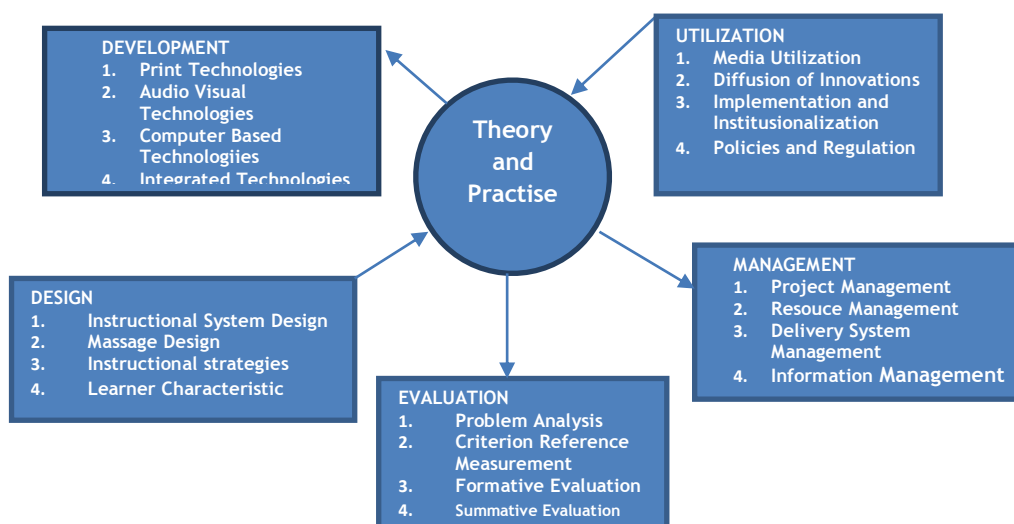 DEVELOPMENT
1. Print Technologies
2. Audio Visual
Technologies
3. Computer Based
Technologiies
4. Integrated Technologies
UTILIZATION
1. Media Utilization
2. Diffusion of Innovations
3. Implementation and
Institusionalization
4. Policies and Regulation
Theory
and
Practise
DESIGN
1. Instructional System Design
2. Massage Design
3. Instructional strategies
4. Learner Characteristic
MANAGEMENT
1. Project Management
2. Resouce Management
3. Delivery System
Management
4. Information Management
EVALUATION
1. Problem Analysis
2. Criterion Reference
Measurement
3. Formative Evaluation
4. Summative Evaluation